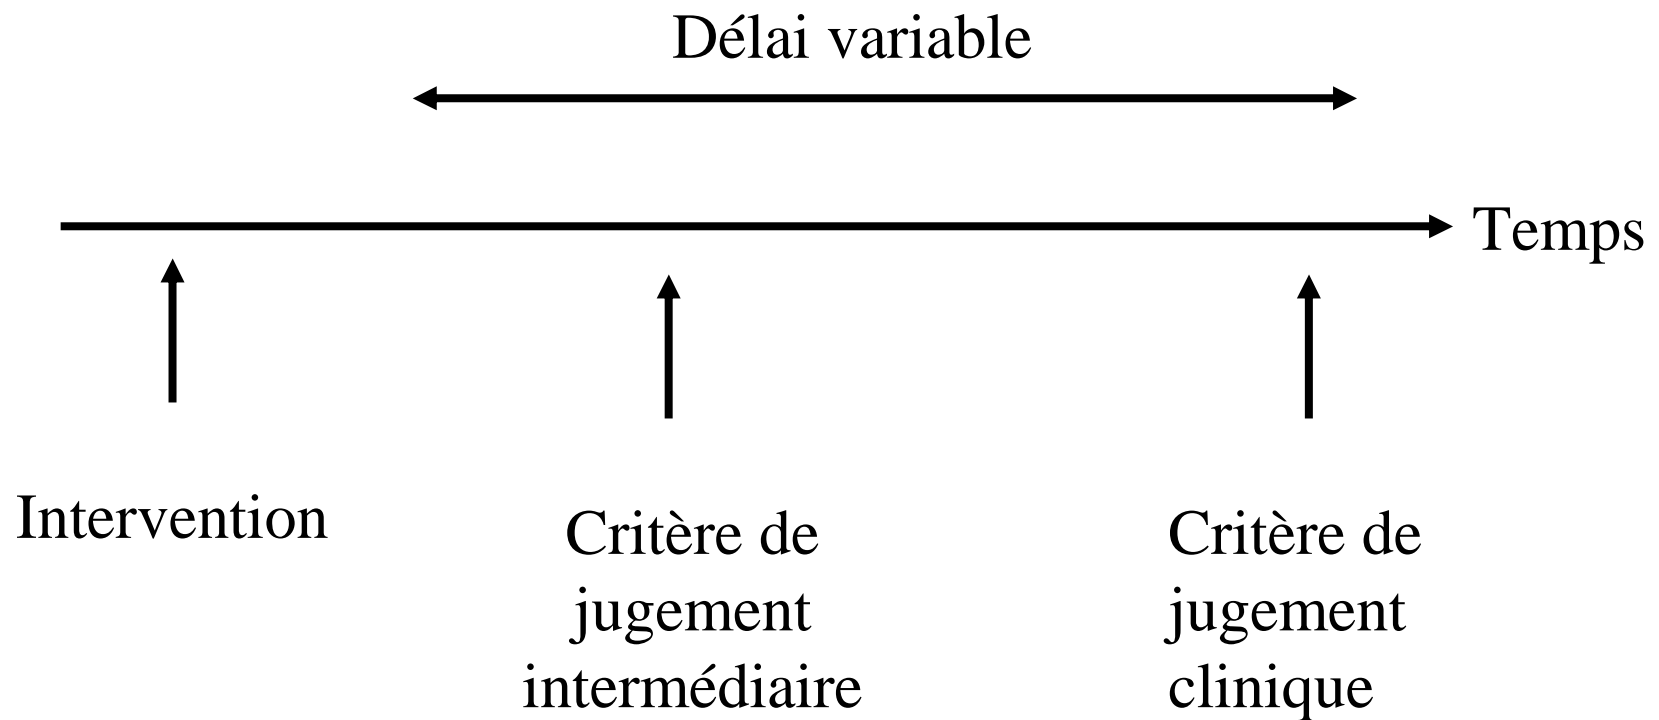 Délai variable
Temps
Intervention
Critère de
jugement
intermédiaire
Critère de
jugement
clinique